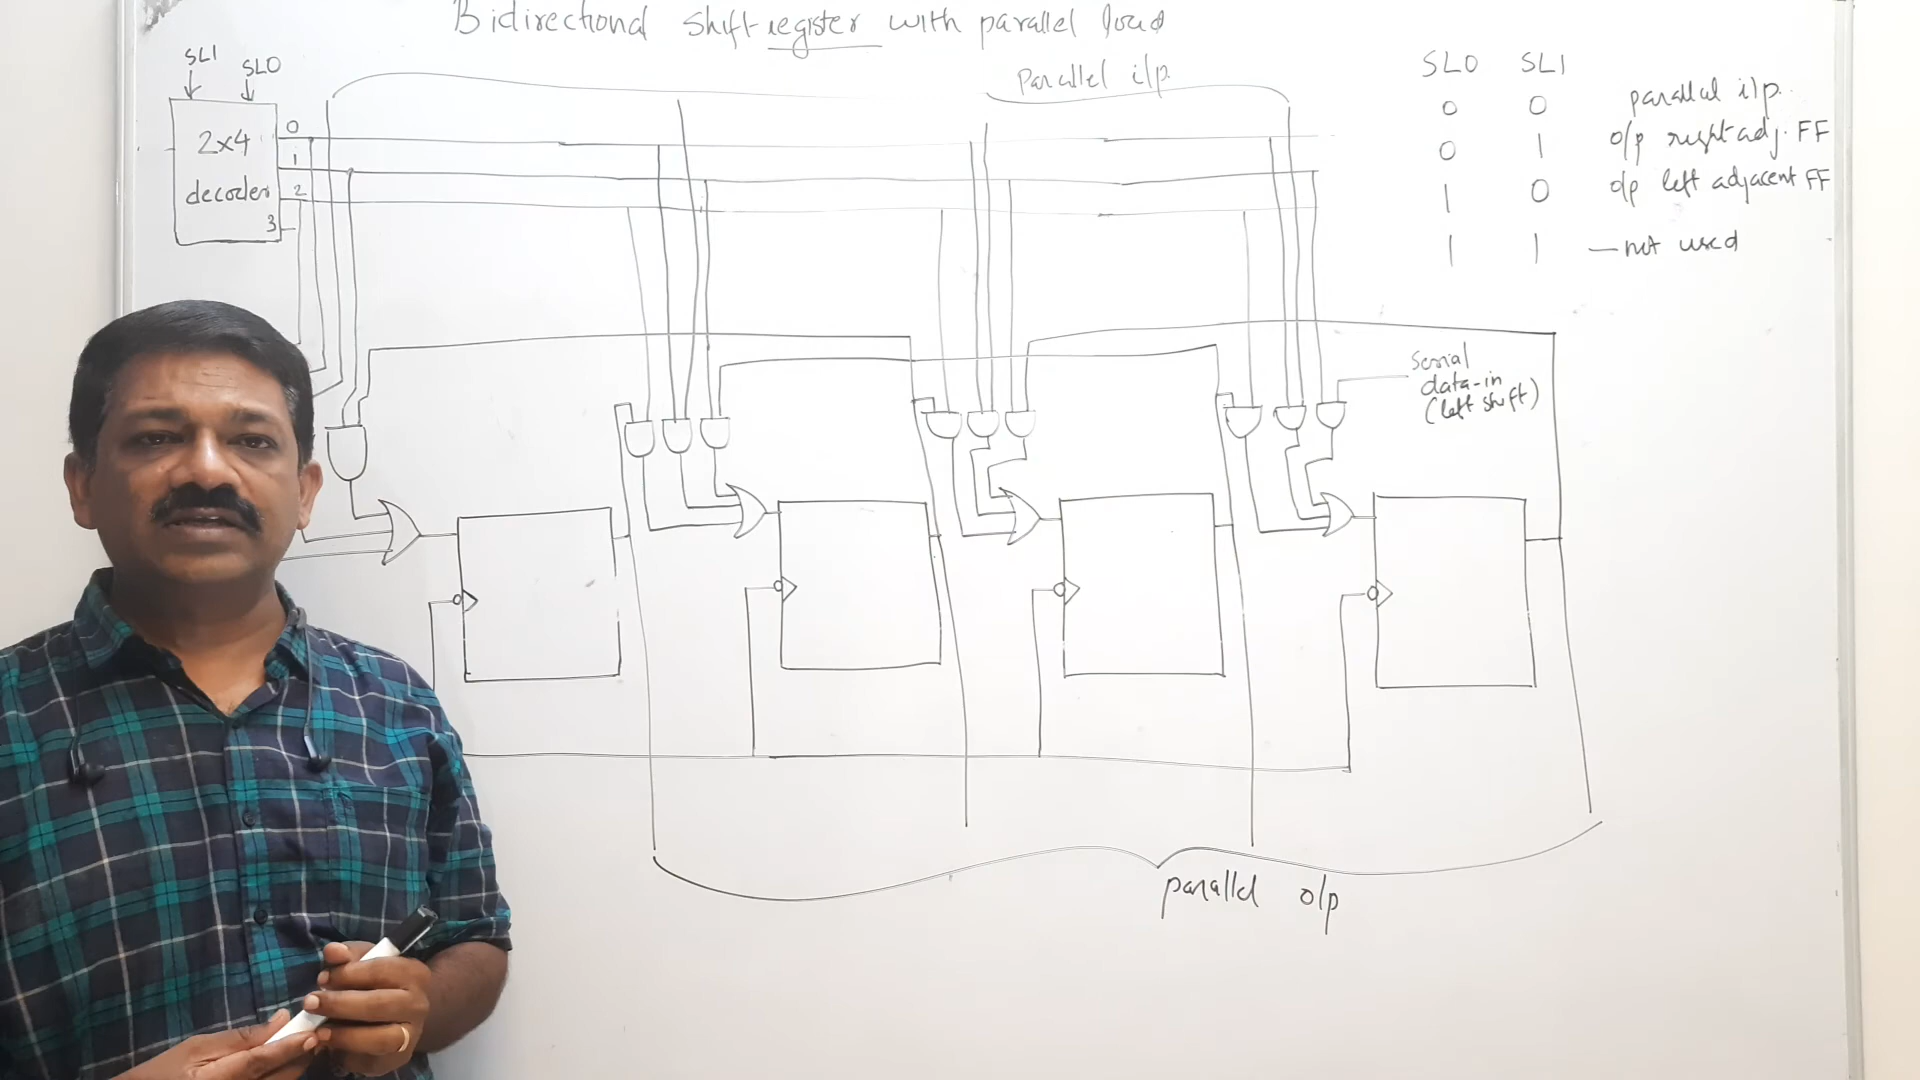 Bidirectional shift-register with parallel load
SL1
SL0
2x4
decoder
0
1
2
3
Parallel i/p.
SL0 SL1
0 0 parallel i/p.
0 1 o/p right adj. FF
1 0 o/p left adjacent FF
1 1 — not used
Serial
data-in
(left shift)
parallel o/p